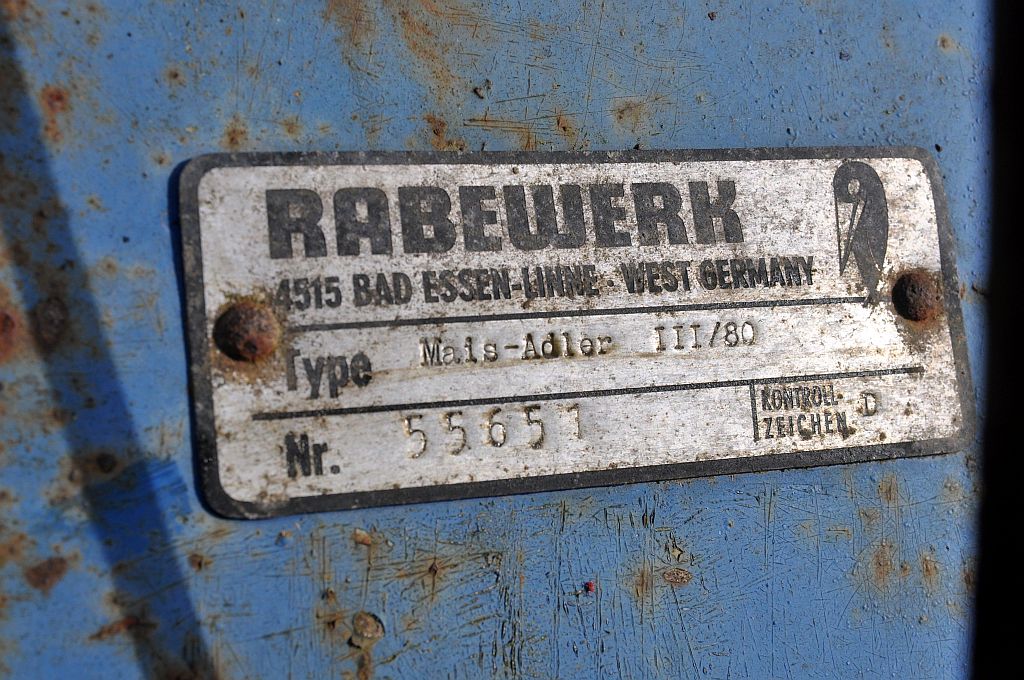 RABEWERK
4515 BAD ESSEN-LINNE · WEST GERMANY
Type Mais-Adler III/80
Nr. 55651
KONTROLL-
ZEICHEN D